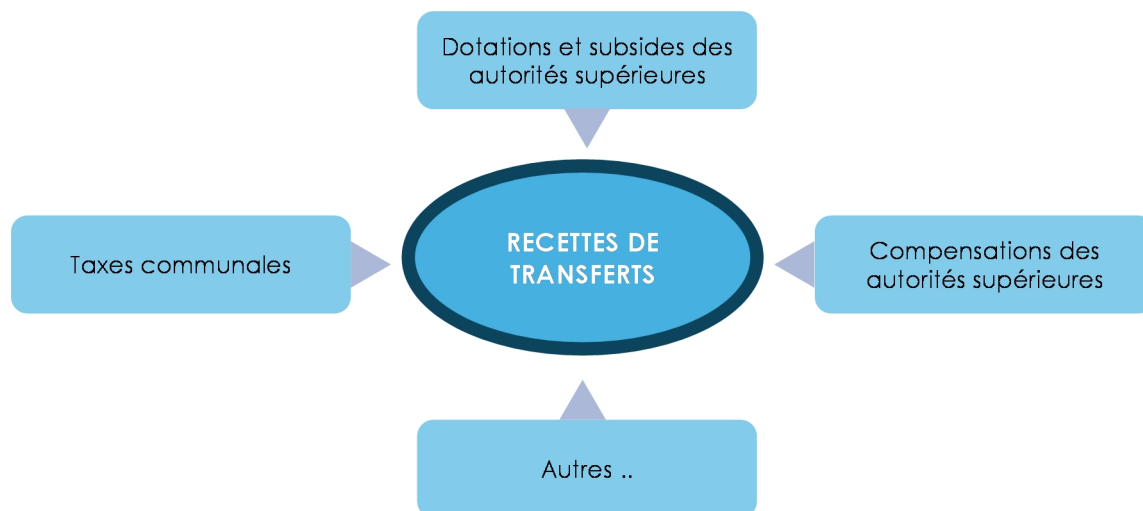 Dotations et subsides des
autorités supérieures
Taxes communales
RECETTES DE
TRANSFERTS
Compensations des
autorités supérieures
Autres ..